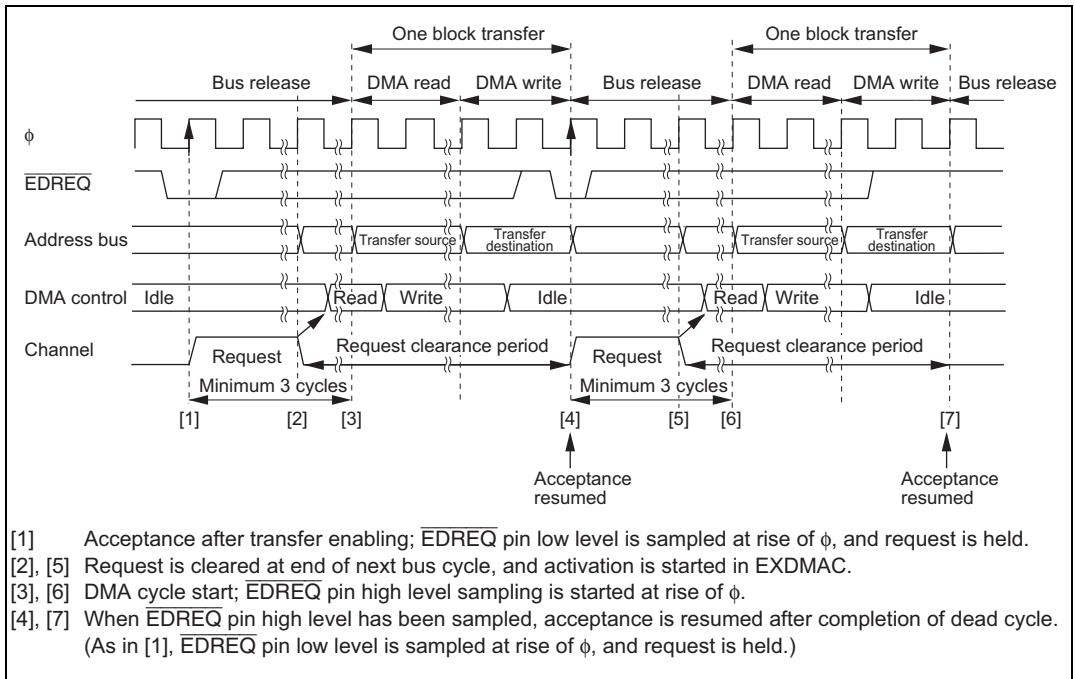 One block transfer One block transfer
Bus release DMA read DMA write Bus release DMA read DMA write Bus release
ϕ
EDREQ
Address bus Transfer source Transfer destination Transfer source Transfer destination
DMA control Idle Read Write Idle Read Write Idle
Channel Request Request clearance period Request Request clearance period
Minimum 3 cycles Minimum 3 cycles
[1] [2] [3] [4] [5] [6] [7]
Acceptance resumed Acceptance resumed
[1] Acceptance after transfer enabling; EDREQ pin low level is sampled at rise of ϕ, and request is held.
[2], [5] Request is cleared at end of next bus cycle, and activation is started in EXDMAC.
[3], [6] DMA cycle start; EDREQ pin high level sampling is started at rise of ϕ.
[4], [7] When EDREQ pin high level has been sampled, acceptance is resumed after completion of dead cycle.
(As in [1], EDREQ pin low level is sampled at rise of ϕ, and request is held.)